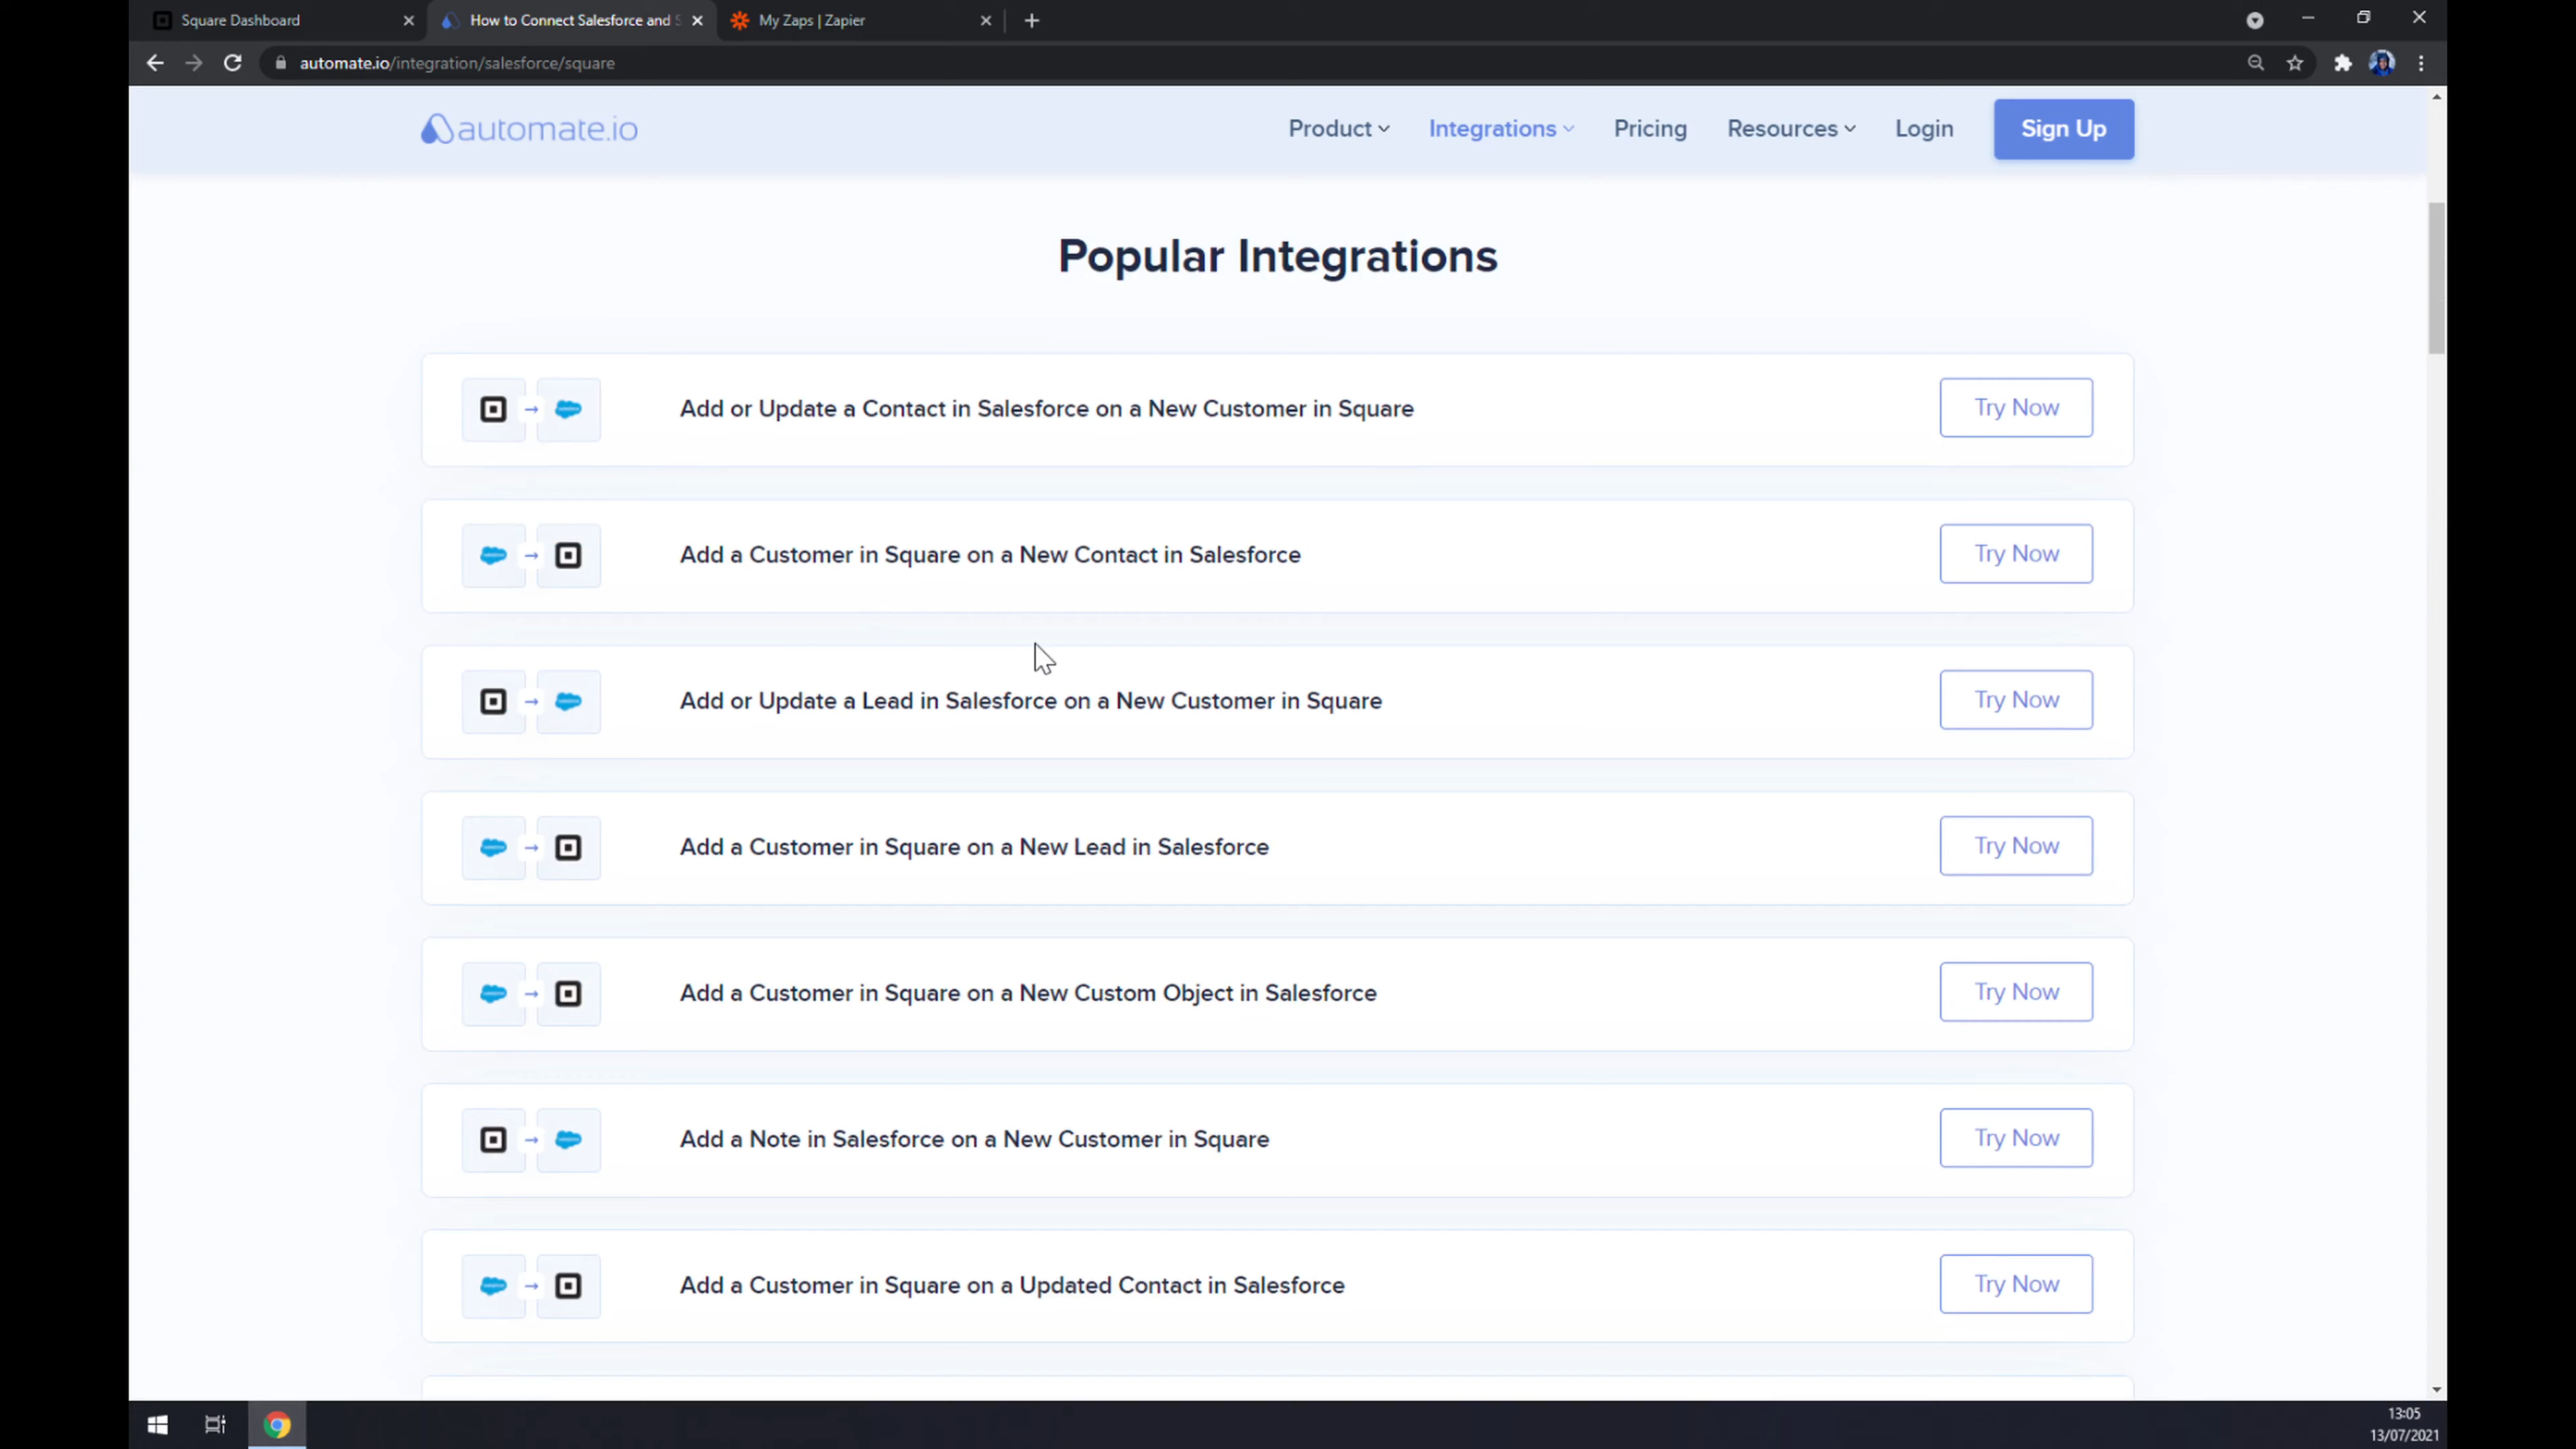 Square Dashboard
How to Connect Salesforce and S
My Zaps | Zapier
automate.io/integration/salesforce/square
automate.io
Product
Integrations
Pricing
Resources
Login
Sign Up
Popular Integrations
Add or Update a Contact in Salesforce on a New Customer in Square
Try Now
Add a Customer in Square on a New Contact in Salesforce
Try Now
Add or Update a Lead in Salesforce on a New Customer in Square
Try Now
Add a Customer in Square on a New Lead in Salesforce
Try Now
Add a Customer in Square on a New Custom Object in Salesforce
Try Now
Add a Note in Salesforce on a New Customer in Square
Try Now
Add a Customer in Square on a Updated Contact in Salesforce
Try Now
13:05
13/07/2021